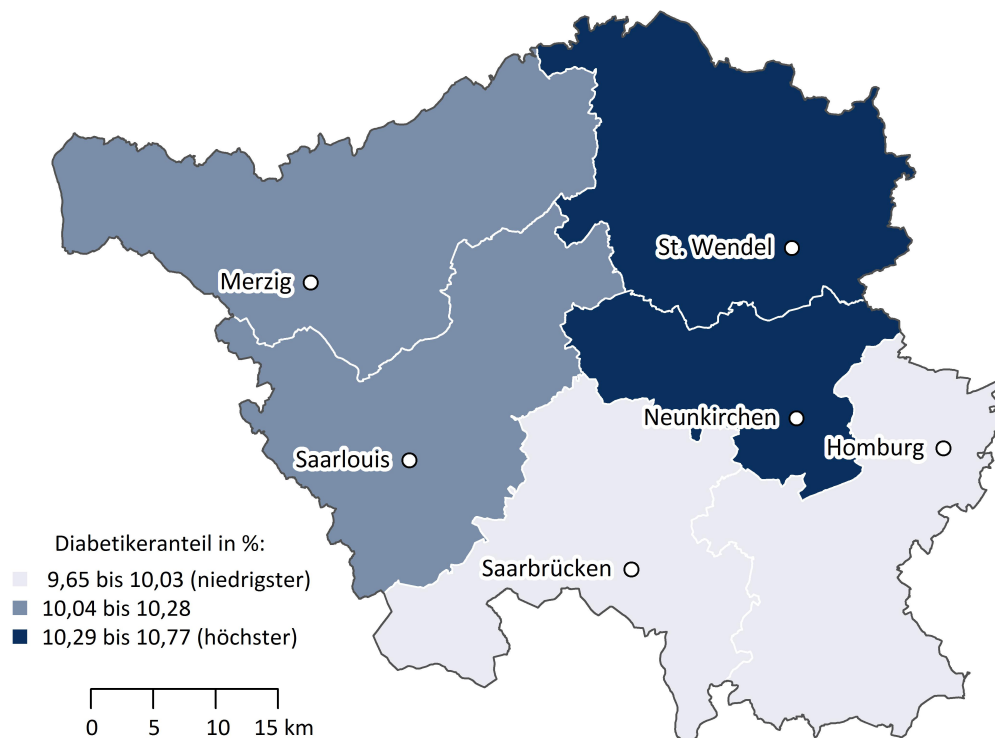 St. Wendel
Merzig
Neunkirchen
Homburg
Saarlouis
Saarbrücken
Diabetikeranteil in %:
9,65 bis 10,03 (niedrigster)
10,04 bis 10,28
10,29 bis 10,77 (höchster)
0 5 10 15 km